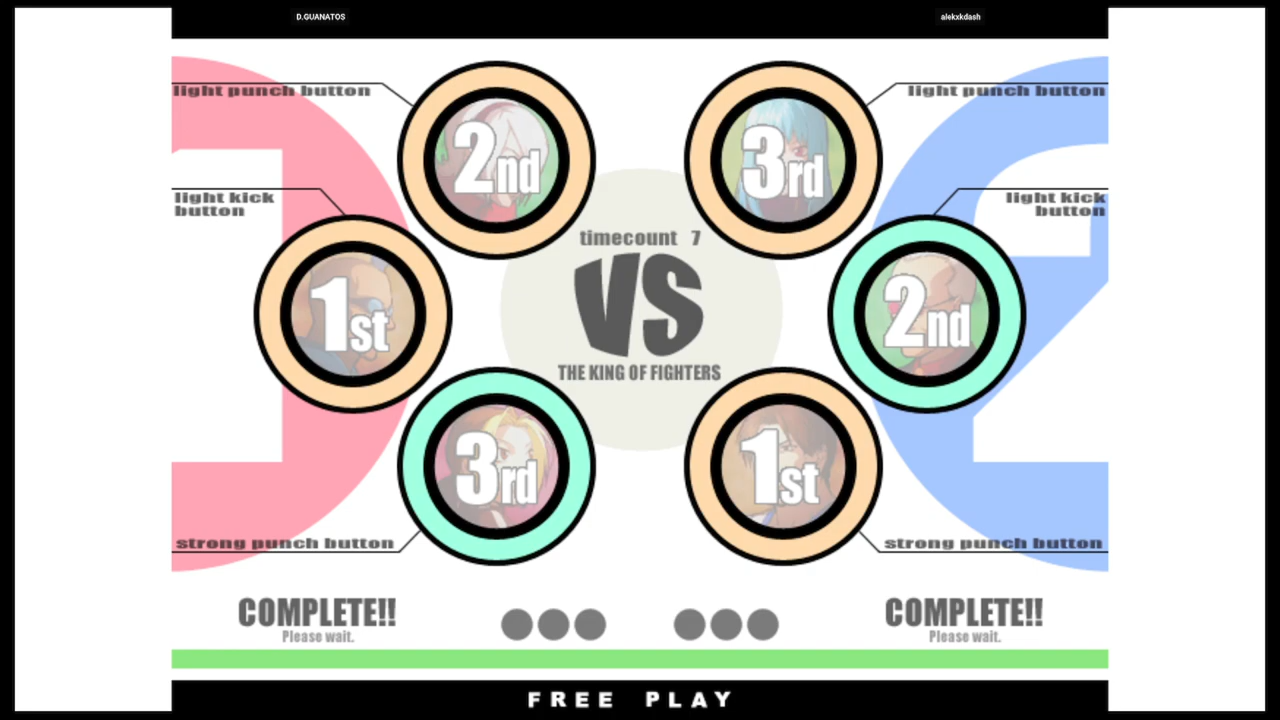 D.GUANATOS
alekxkdash
light punch button
light punch button
2nd
3rd
light kick
button
light kick
button
timecount 7
VS
THE KING OF FIGHTERS
1st
2nd
3rd
1st
strong punch button
strong punch button
COMPLETE!!
Please wait.
COMPLETE!!
Please wait.
FREE PLAY